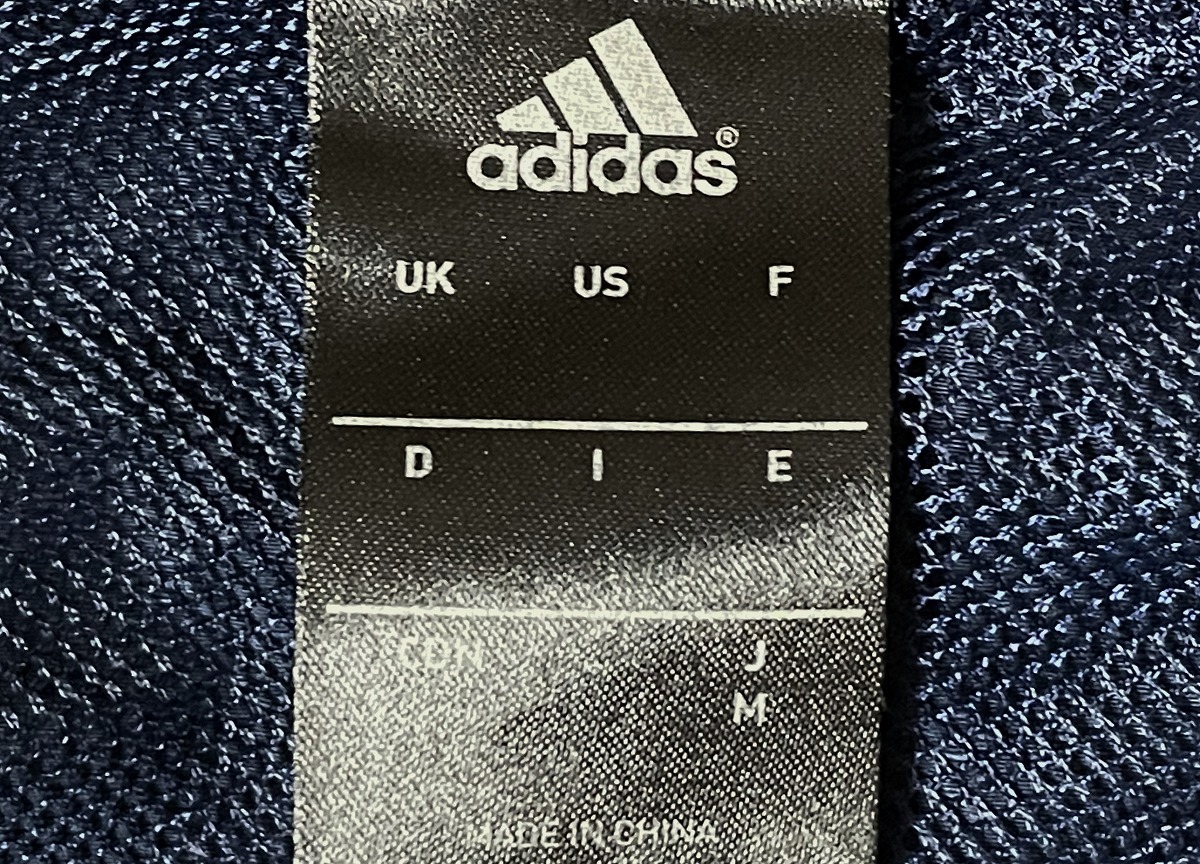 adidas®
UK US F
D I E
CDN J
M
MADE IN CHINA